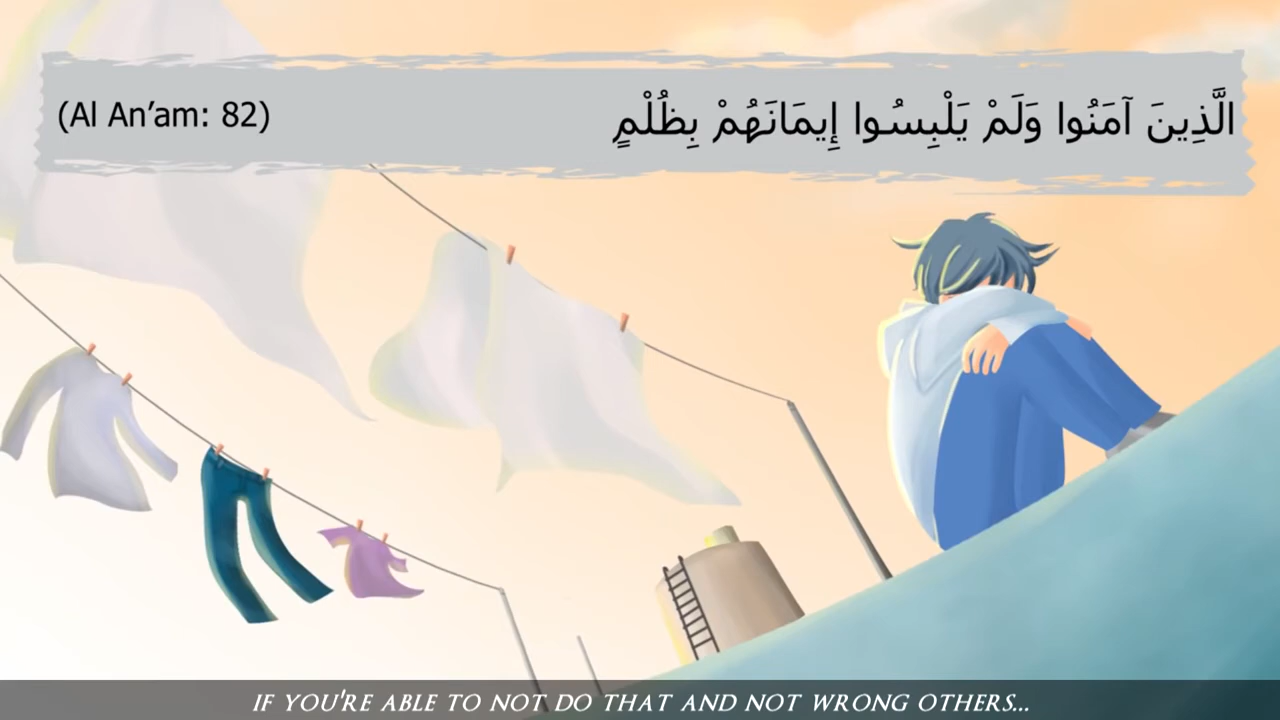 الَّذِينَ آمَنُوا وَلَمْ يَلْبِسُوا إِيمَانَهُمْ بِظُلْمٍ (Al An’am: 82)
IF YOU'RE ABLE TO NOT DO THAT AND NOT WRONG OTHERS...